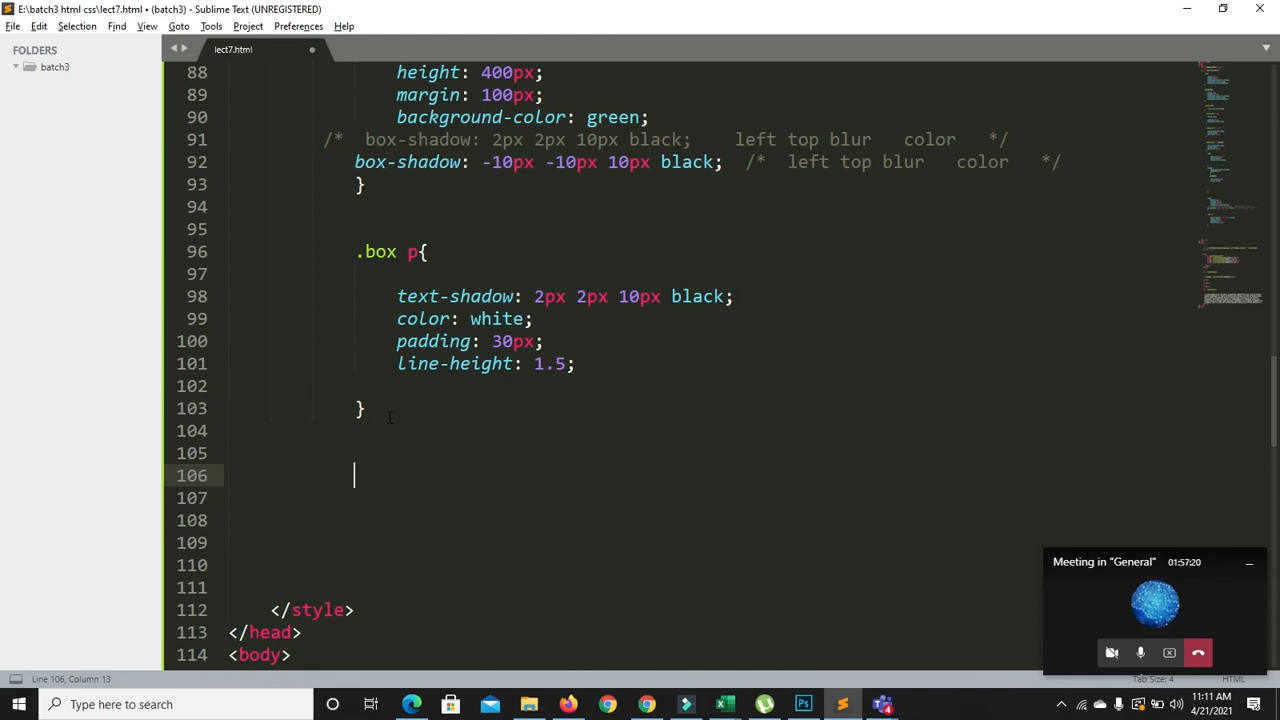 E:\batch3 html css\lect7.html • (batch3) - Sublime Text (UNREGISTERED)
File Edit Selection Find View Goto Tools Project Preferences Help
FOLDERS
batch3
lect7.html
88 height: 400px;
89 margin: 100px;
90 background-color: green;
91 /* box-shadow: 2px 2px 10px black; left top blur color */
92 box-shadow: -10px -10px 10px black; /* left top blur color */
93 }
94
95
96 .box p{
97
98 text-shadow: 2px 2px 10px black;
99 color: white;
100 padding: 30px;
101 line-height: 1.5;
102
103 }
104
105
106
107
108
109
110
111
112 </style>
113 </head>
114 <body>
Meeting in "General" 01:57:20
Line 106, Column 13
Tab Size: 4
HTML
Type here to search
11:11 AM
4/21/2021